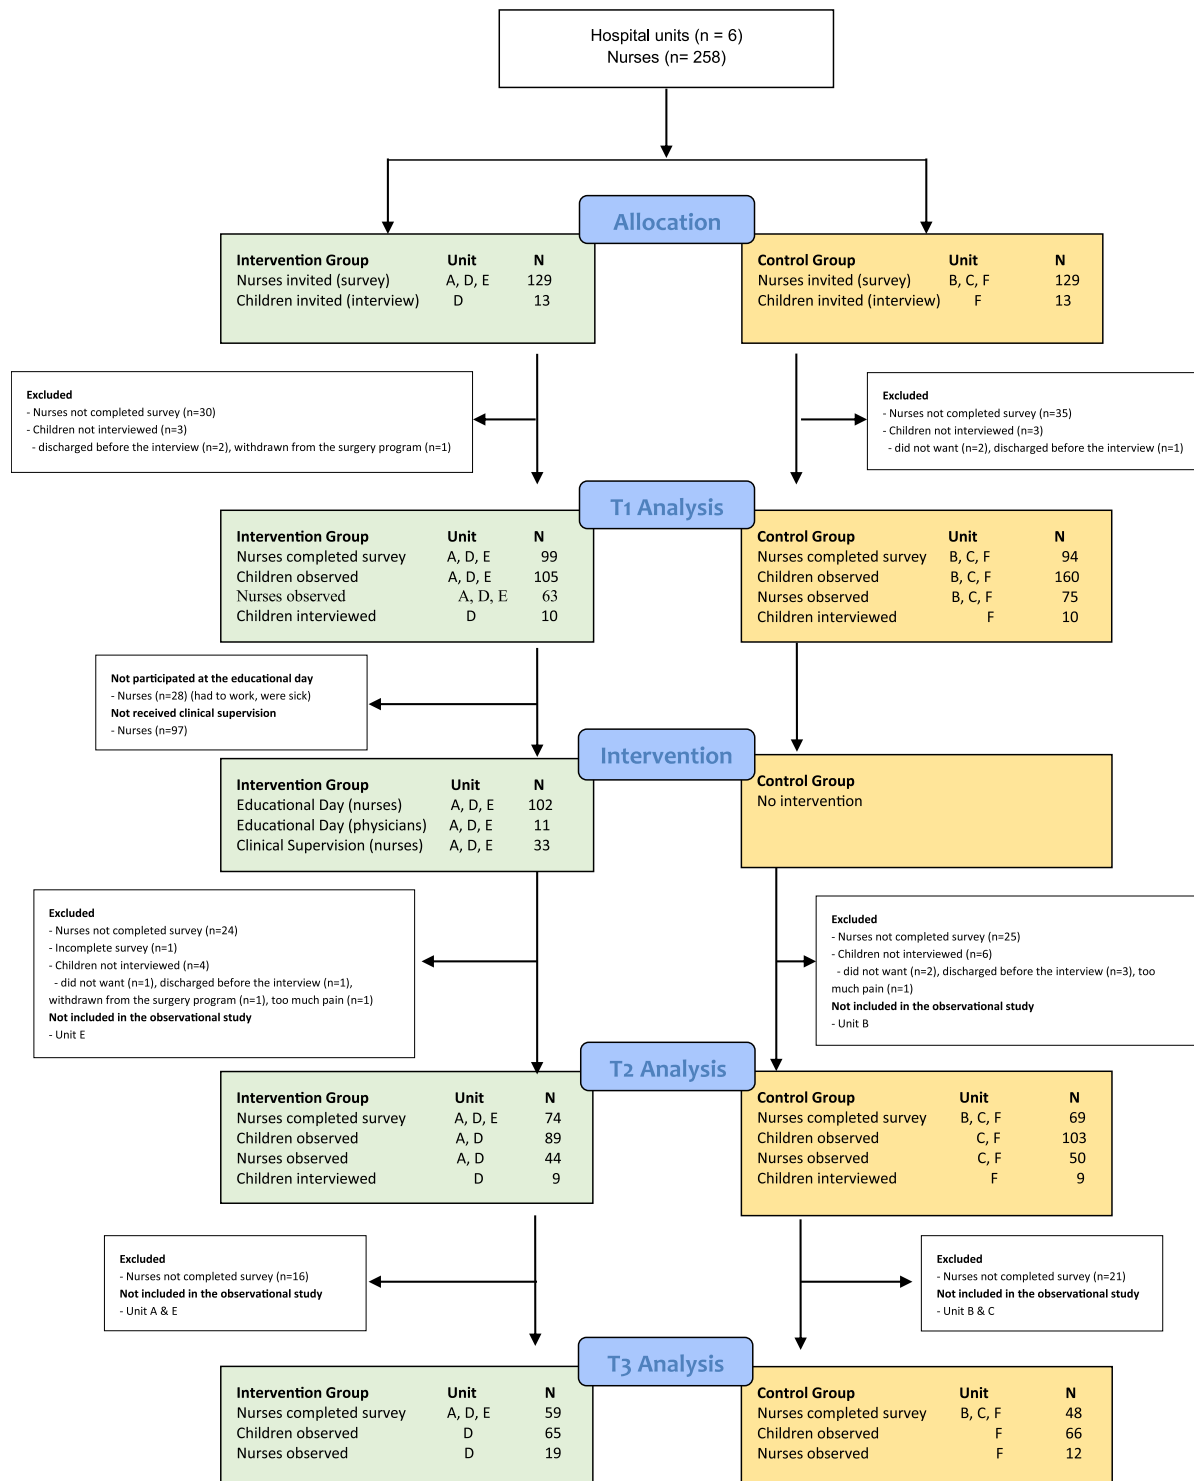 Hospital units (n = 6)
Nurses (n= 258)
Allocation
Intervention Group Unit N
Nurses invited (survey) A, D, E 129
Children invited (interview) D 13
Control Group Unit N
Nurses invited (survey) B, C, F 129
Children invited (interview) F 13
Excluded
- Nurses not completed survey (n=30)
- Children not interviewed (n=3)
- discharged before the interview (n=2), withdrawn from the surgery program (n=1)
Excluded
- Nurses not completed survey (n=35)
- Children not interviewed (n=3)
- did not want (n=2), discharged before the interview (n=1)
T1 Analysis
Intervention Group Unit N
Nurses completed survey A, D, E 99
Children observed A, D, E 105
Nurses observed A, D, E 63
Children interviewed D 10
Control Group Unit N
Nurses completed survey B, C, F 94
Children observed B, C, F 160
Nurses observed B, C, F 75
Children interviewed F 10
Not participated at the educational day
- Nurses (n=28) (had to work, were sick)
Not received clinical supervision
- Nurses (n=97)
Intervention
Intervention Group Unit N
Educational Day (nurses) A, D, E 102
Educational Day (physicians) A, D, E 11
Clinical Supervision (nurses) A, D, E 33
Control Group
No intervention
Excluded
- Nurses not completed survey (n=24)
- Incomplete survey (n=1)
- Children not interviewed (n=4)
- did not want (n=1), discharged before the interview (n=1),
withdrawn from the surgery program (n=1), too much pain (n=1)
Not included in the observational study
- Unit E
Excluded
- Nurses not completed survey (n=25)
- Children not interviewed (n=6)
- did not want (n=2), discharged before the interview (n=3), too
much pain (n=1)
Not included in the observational study
- Unit B
T2 Analysis
Intervention Group Unit N
Nurses completed survey A, D, E 74
Children observed A, D 89
Nurses observed A, D 44
Children interviewed D 9
Control Group Unit N
Nurses completed survey B, C, F 69
Children observed C, F 103
Nurses observed C, F 50
Children interviewed F 9
Excluded
- Nurses not completed survey (n=16)
Not included in the observational study
- Unit A & E
Excluded
- Nurses not completed survey (n=21)
Not included in the observational study
- Unit B & C
T3 Analysis
Intervention Group Unit N
Nurses completed survey A, D, E 59
Children observed D 65
Nurses observed D 19
Control Group Unit N
Nurses completed survey B, C, F 48
Children observed F 66
Nurses observed F 12